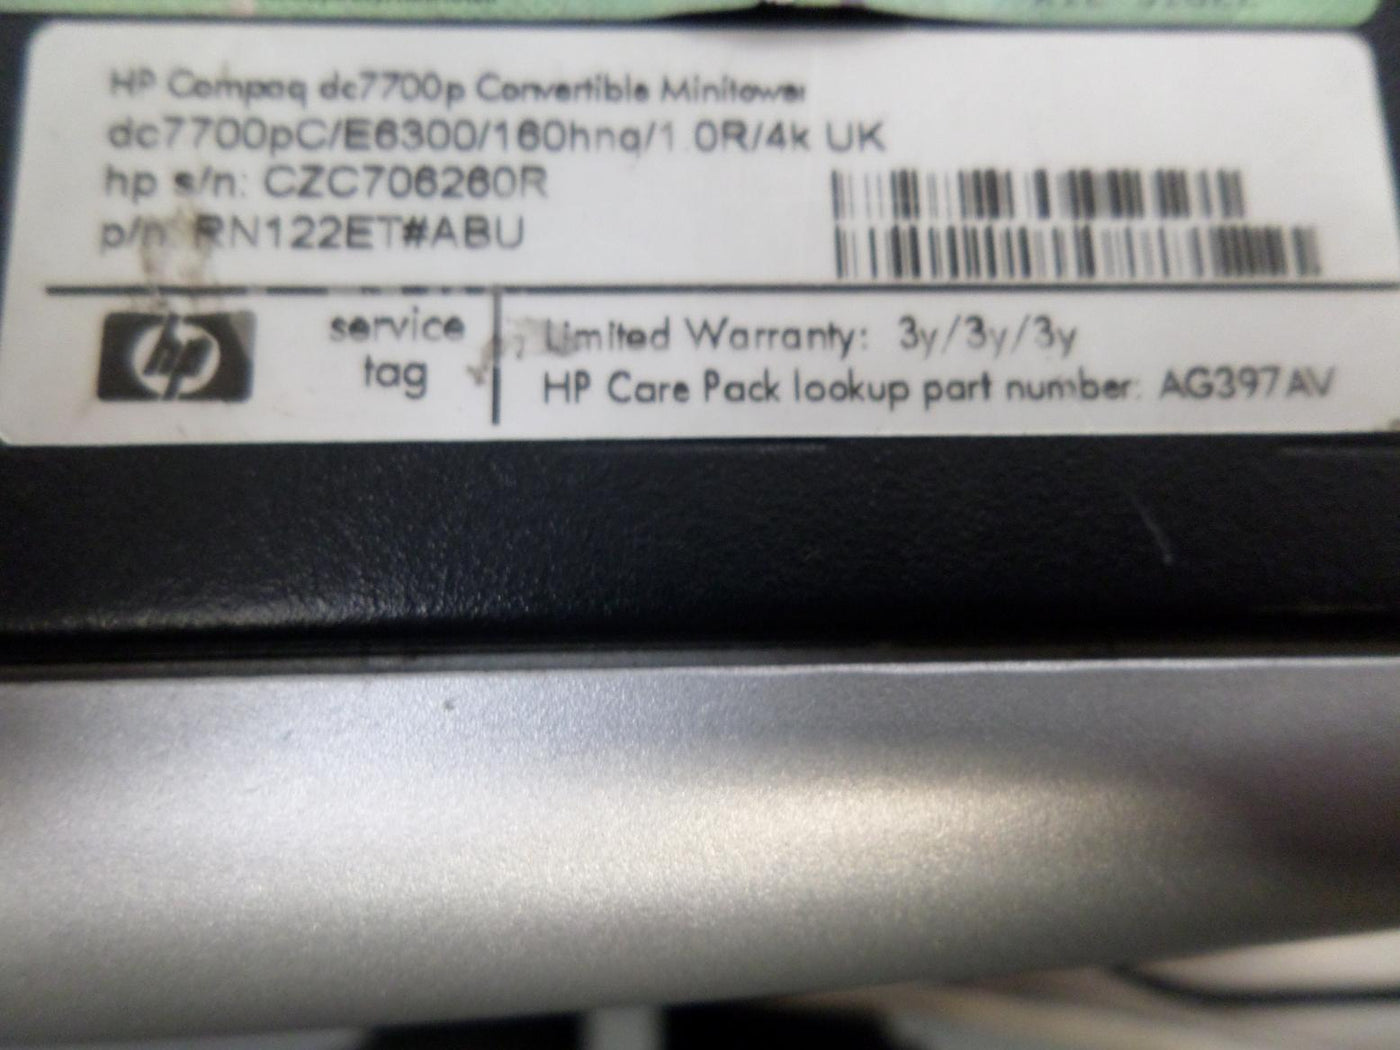 HP Compaq dc7700p Convertible Minitower
dc7700pC/E6300/160hnq/1.0R/4k UK
hp s/n: CZC706260R
p/n: RN122ET#ABU
hp
service
tag
Limited Warranty: 3y/3y/3y
HP Care Pack lookup part number: AG397AV